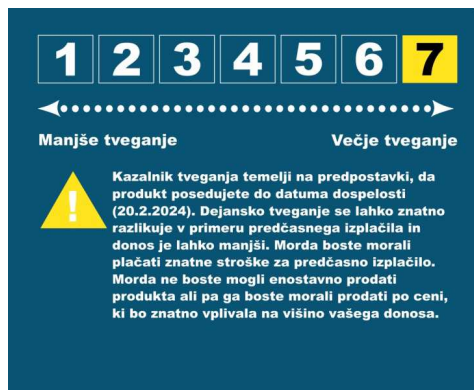 1 2 3 4 5 6 7
Manjše tveganje Večje tveganje
!
Kazalnik tveganja temelji na predpostavki, da
produkt posedujete do datuma dospelosti
(20.2.2024). Dejansko tveganje se lahko znatno
razlikuje v primeru predčasnega izplačila in
donos je lahko manjši. Morda boste morali
plačati znatne stroške za predčasno izplačilo.
Morda ne boste mogli enostavno prodati
produkta ali pa ga boste morali prodati po ceni,
ki bo znatno vplivala na višino vašega donosa.